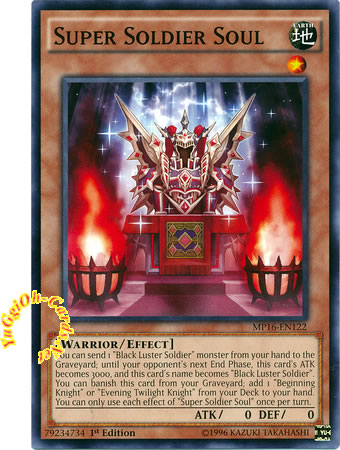 SUPER SOLDIER SOUL
EARTH
地
MP16-EN122
[WARRIOR/EFFECT]
You can send 1 "Black Luster Soldier" monster from your hand to the
Graveyard; until your opponent's next End Phase, this card's ATK
becomes 3000, and this card's name becomes "Black Luster Soldier".
You can banish this card from your Graveyard; add 1 "Beginning
Knight" or "Evening Twilight Knight" from your Deck to your hand.
You can only use each effect of "Super Soldier Soul" once per turn.
ATK/ 0 DEF/ 0
79234734 1st Edition ©1996 KAZUKI TAKAHASHI
YuGiOh-Cards.Net